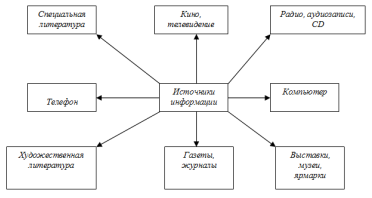 Специальная
литература
Кино,
телевидение
Радио, аудиозаписи,
CD
Телефон
Источники
информации
Компьютер
Художественная
литература
Газеты,
журналы
Выставки,
музеи,
ярмарки